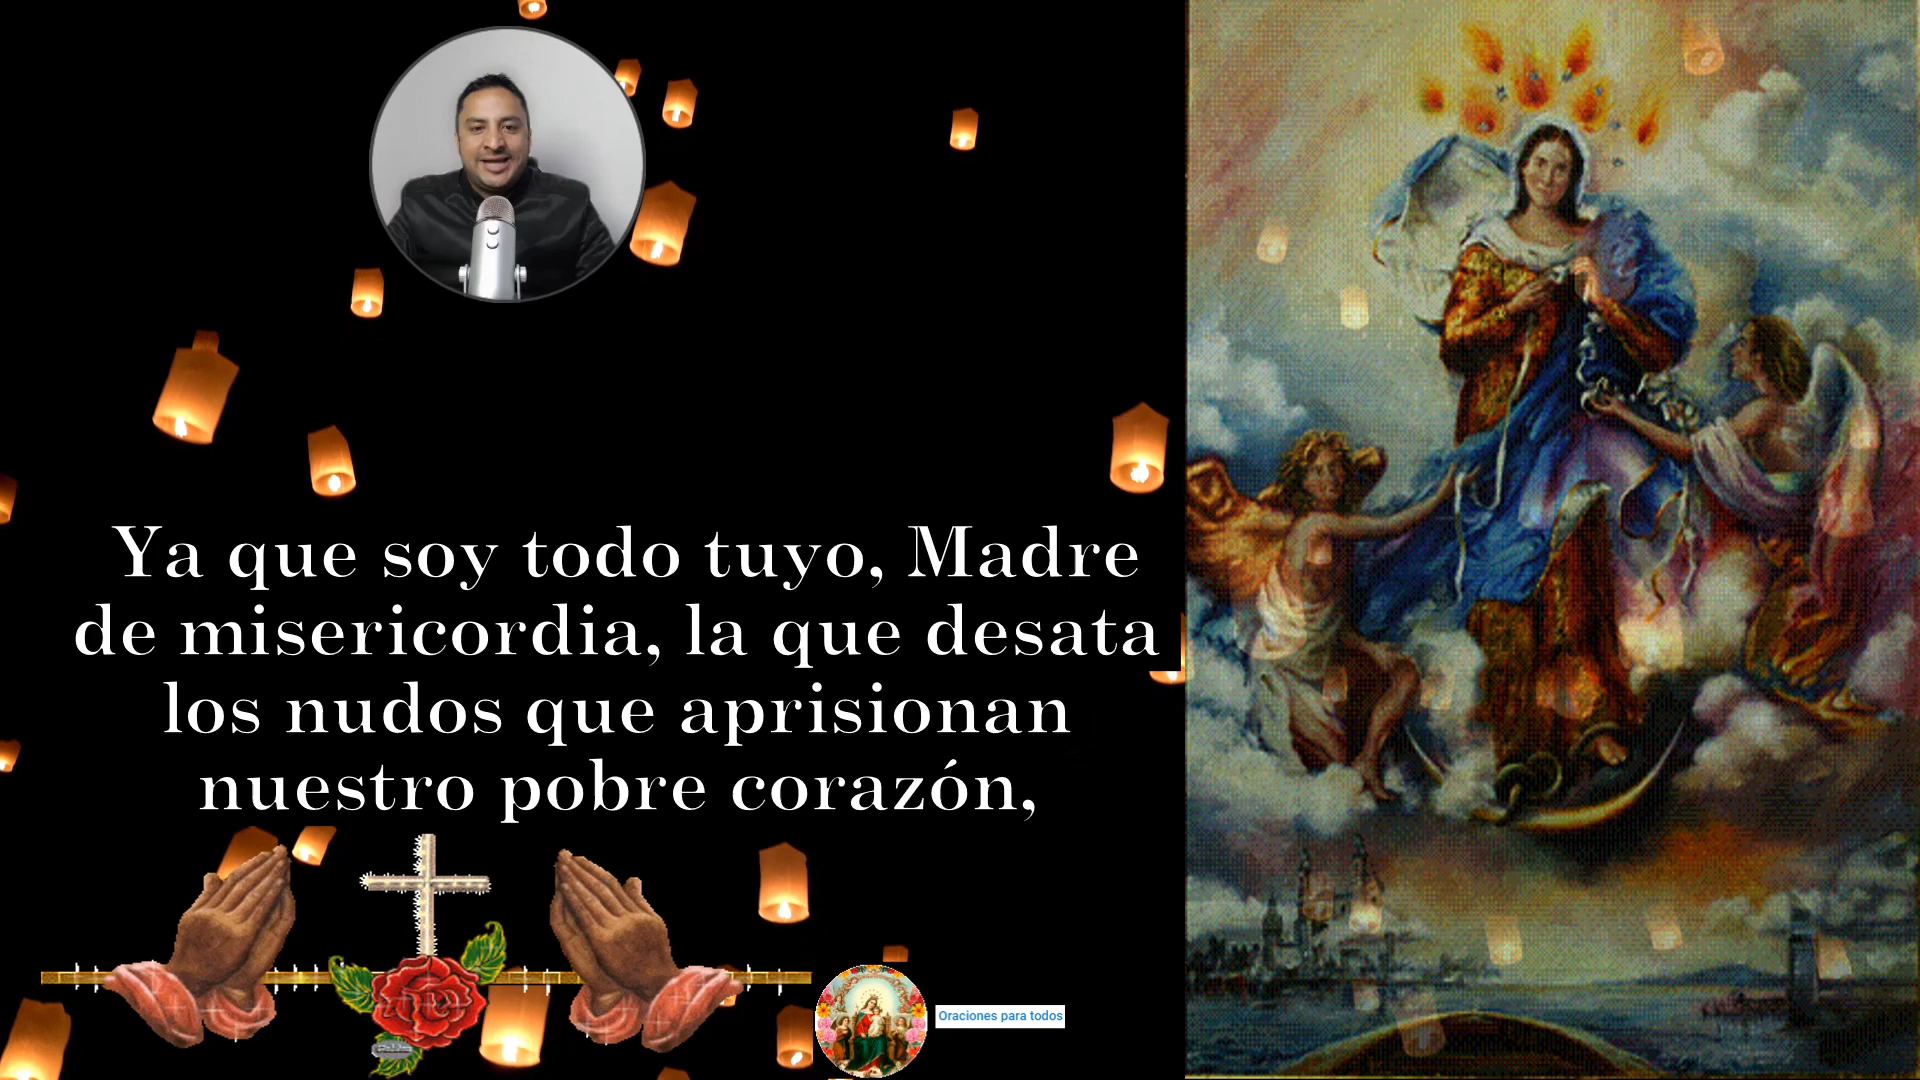 Ya que soy todo tuyo, Madre
de misericordia, la que desata
los nudos que aprisionan
nuestro pobre corazón,
Oraciones para todos